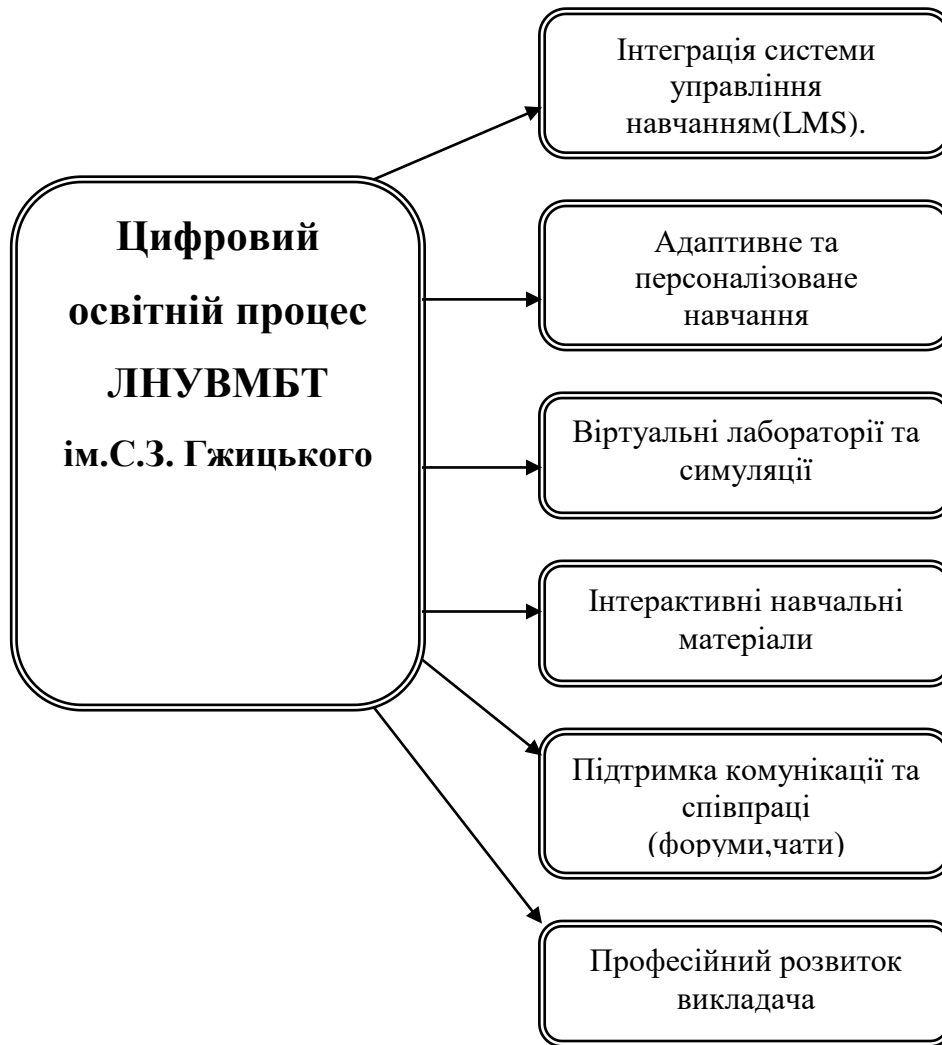 Інтеграція системи
управління
навчанням(LMS).
Цифровий
освітній процес
ЛНУВМБТ
ім.С.З. Гжицького
Адаптивне та
персоналізоване
навчання
Віртуальні лабораторії та
симуляції
Інтерактивні навчальні
матеріали
Підтримка комунікації та
співпраці
(форуми,чати)
Професійний розвиток
викладача